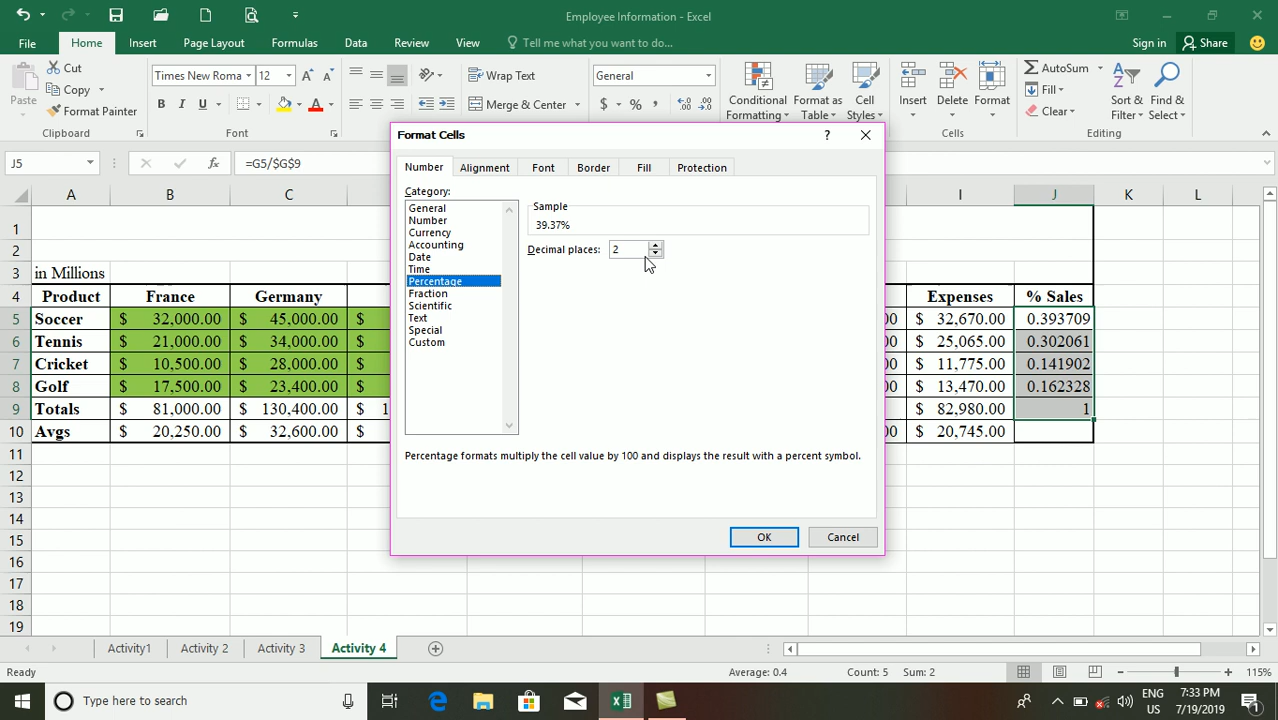 Employee Information - Excel
File Home Insert Page Layout Formulas Data Review View Tell me what you want to do... Sign in Share
Paste Cut Copy Format Painter Clipboard
Times New Roma 12 B I U A A A Font
Wrap Text Merge & Center
General $ % ,
Conditional Formatting Format as Table Cell Styles
Insert Delete Format Cells
AutoSum Fill Clear Sort & Filter Find & Select Editing
J5 fx =G5/$G$9
A B C I J K L
1
2
3 in Millions
4 Product France Germany Expenses % Sales
5 Soccer $ 32,000.00 $ 45,000.00 $ 00 $ 32,670.00 0.393709
6 Tennis $ 21,000.00 $ 34,000.00 $ 00 $ 25,065.00 0.302061
7 Cricket $ 10,500.00 $ 28,000.00 $ 00 $ 11,775.00 0.141902
8 Golf $ 17,500.00 $ 23,400.00 $ 00 $ 13,470.00 0.162328
9 Totals $ 81,000.00 $ 130,400.00 $ 1 00 $ 82,980.00 1
10 Avgs $ 20,250.00 $ 32,600.00 $ 00 $ 20,745.00
11
12
13
14
15
16
17
18
19
Format Cells ?
Number Alignment Font Border Fill Protection
Category:
General
Number
Currency
Accounting
Date
Time
Percentage
Fraction
Scientific
Text
Special
Custom
Sample
39.37%
Decimal places: 2
Percentage formats multiply the cell value by 100 and displays the result with a percent symbol.
OK Cancel
Activity1 Activity 2 Activity 3 Activity 4
Ready Average: 0.4 Count: 5 Sum: 2 115%
Type here to search ENG US 7:33 PM 7/19/2019 1